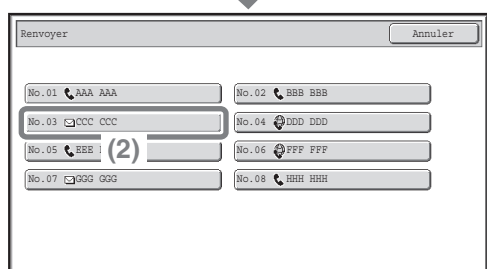 Renvoyer Annuler
No.01 AAA AAA No.02 BBB BBB
No.03 CCC CCC No.04 DDD DDD
(2)
No.05 EEE No.06 FFF FFF
No.07 GGG GGG No.08 HHH HHH